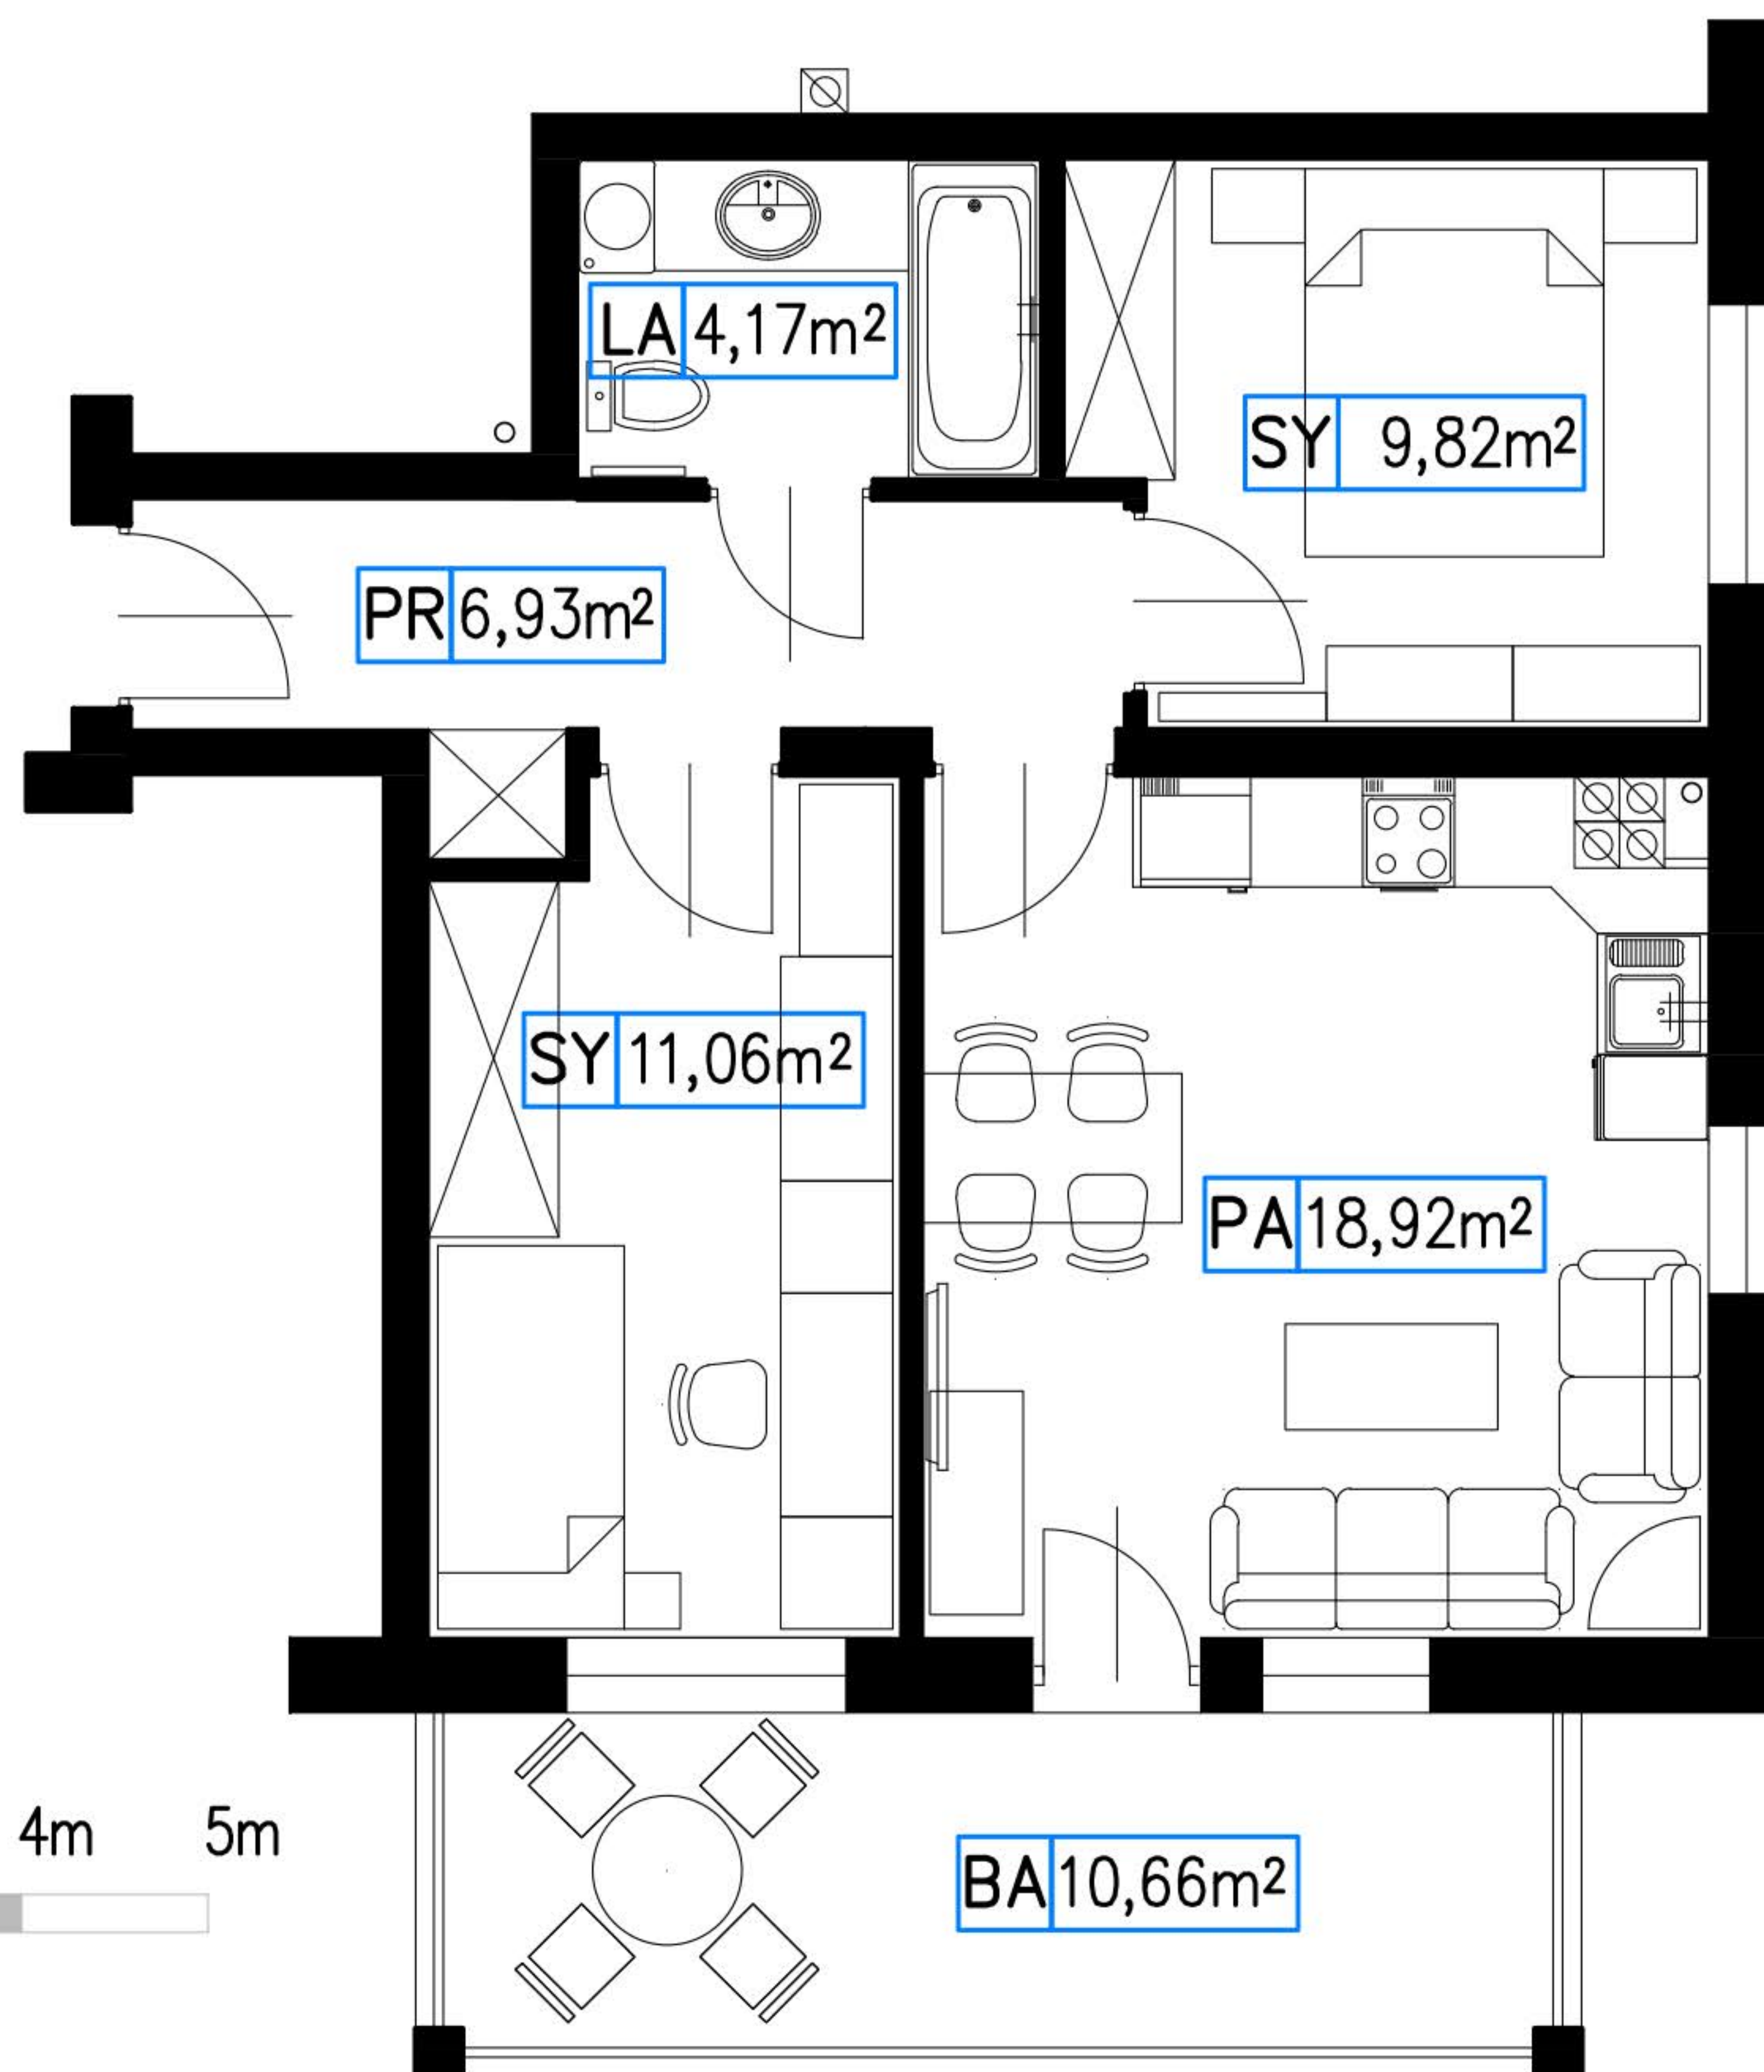 LA 4,17m²
SY 9,82m²
PR 6,93m²
SY 11,06m²
PA 18,92m²
4m 5m
BA 10,66m²